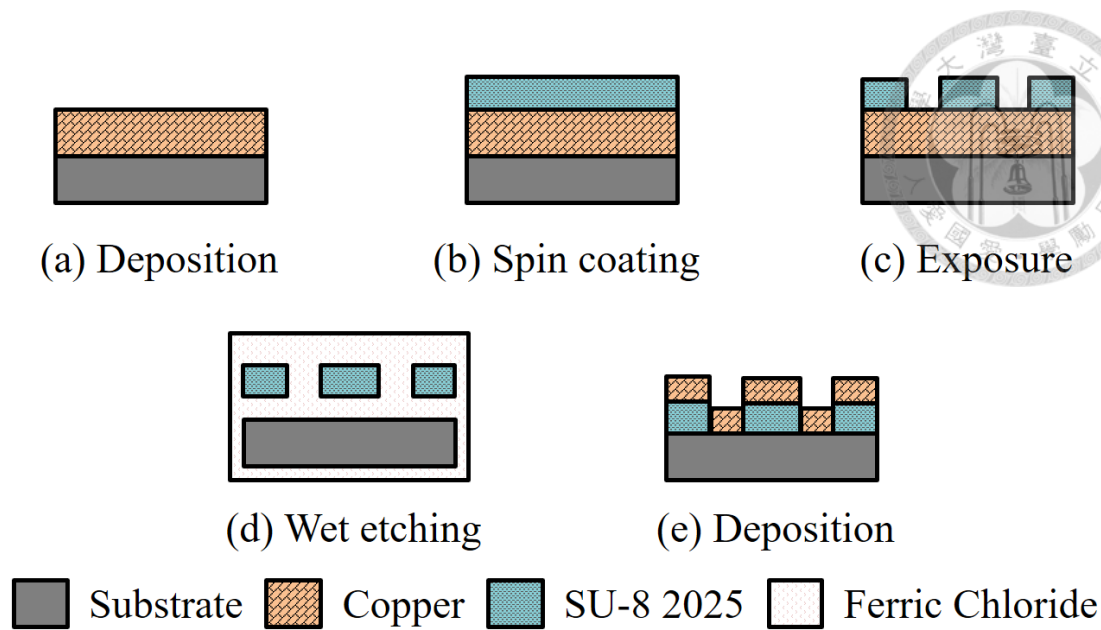 (a) Deposition
(b) Spin coating
(c) Exposure
(d) Wet etching
(e) Deposition
Substrate
Copper
SU-8 2025
Ferric Chloride